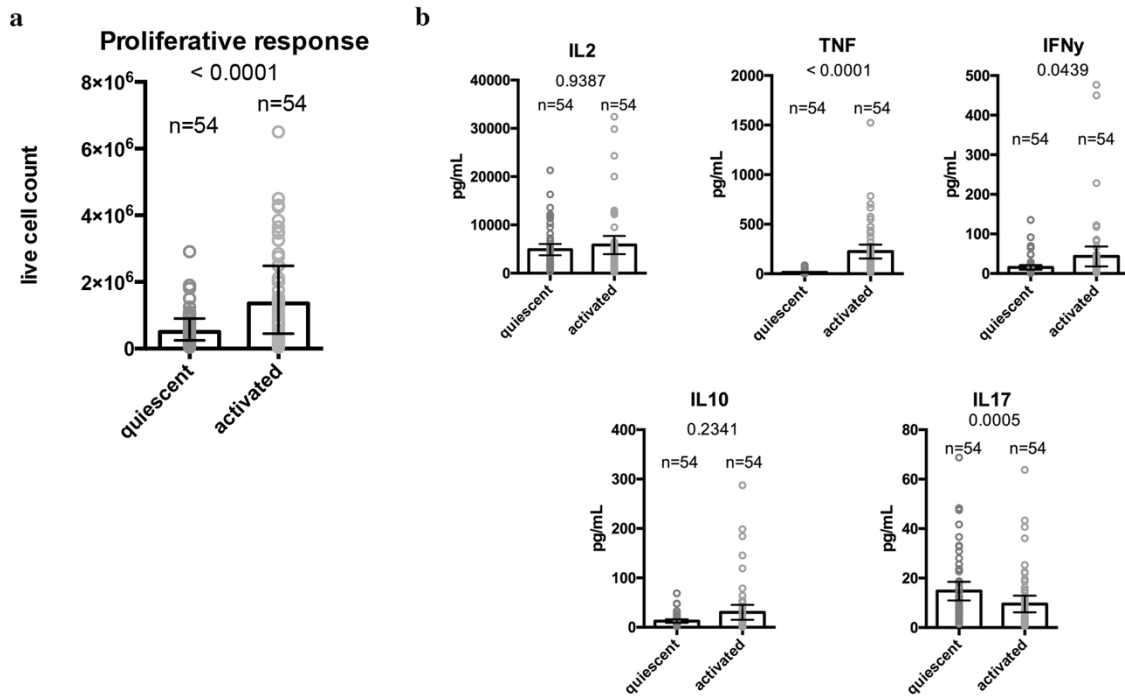 a
Proliferative response
< 0.0001
n=54
n=54
live cell count
8×10⁶
6×10⁶
4×10⁶
2×10⁶
0
quiescent
activated
b
IL2
0.9387
n=54
n=54
pg/mL
40000
30000
20000
10000
0
quiescent
activated
TNF
< 0.0001
n=54
n=54
pg/mL
2000
1500
1000
500
0
quiescent
activated
IFNy
0.0439
n=54
n=54
pg/mL
500
400
300
200
100
0
quiescent
activated
IL10
0.2341
n=54
n=54
pg/mL
400
300
200
100
0
quiescent
activated
IL17
0.0005
n=54
n=54
pg/mL
80
60
40
20
0
quiescent
activated